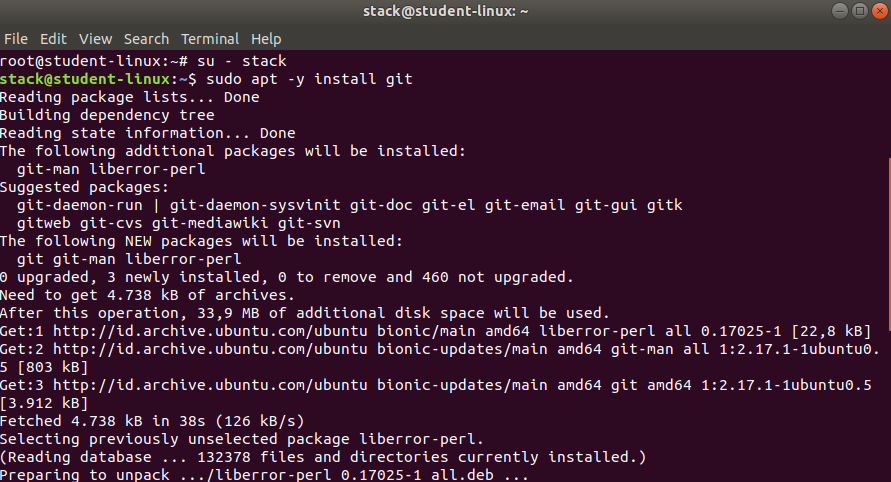 stack@student-linux: ~
File Edit View Search Terminal Help
root@student-linux:~# su - stack
stack@student-linux:~$ sudo apt -y install git
Reading package lists... Done
Building dependency tree
Reading state information... Done
The following additional packages will be installed:
  git-man liberror-perl
Suggested packages:
  git-daemon-run | git-daemon-sysvinit git-doc git-el git-email git-gui gitk
  gitweb git-cvs git-mediawiki git-svn
The following NEW packages will be installed:
  git git-man liberror-perl
0 upgraded, 3 newly installed, 0 to remove and 460 not upgraded.
Need to get 4.738 kB of archives.
After this operation, 33,9 MB of additional disk space will be used.
Get:1 http://id.archive.ubuntu.com/ubuntu bionic/main amd64 liberror-perl all 0.17025-1 [22,8 kB]
Get:2 http://id.archive.ubuntu.com/ubuntu bionic-updates/main amd64 git-man all 1:2.17.1-1ubuntu0.
5 [803 kB]
Get:3 http://id.archive.ubuntu.com/ubuntu bionic-updates/main amd64 git amd64 1:2.17.1-1ubuntu0.5
[3.912 kB]
Fetched 4.738 kB in 38s (126 kB/s)
Selecting previously unselected package liberror-perl.
(Reading database ... 132378 files and directories currently installed.)
Preparing to unpack .../liberror-perl_0.17025-1_all.deb ...